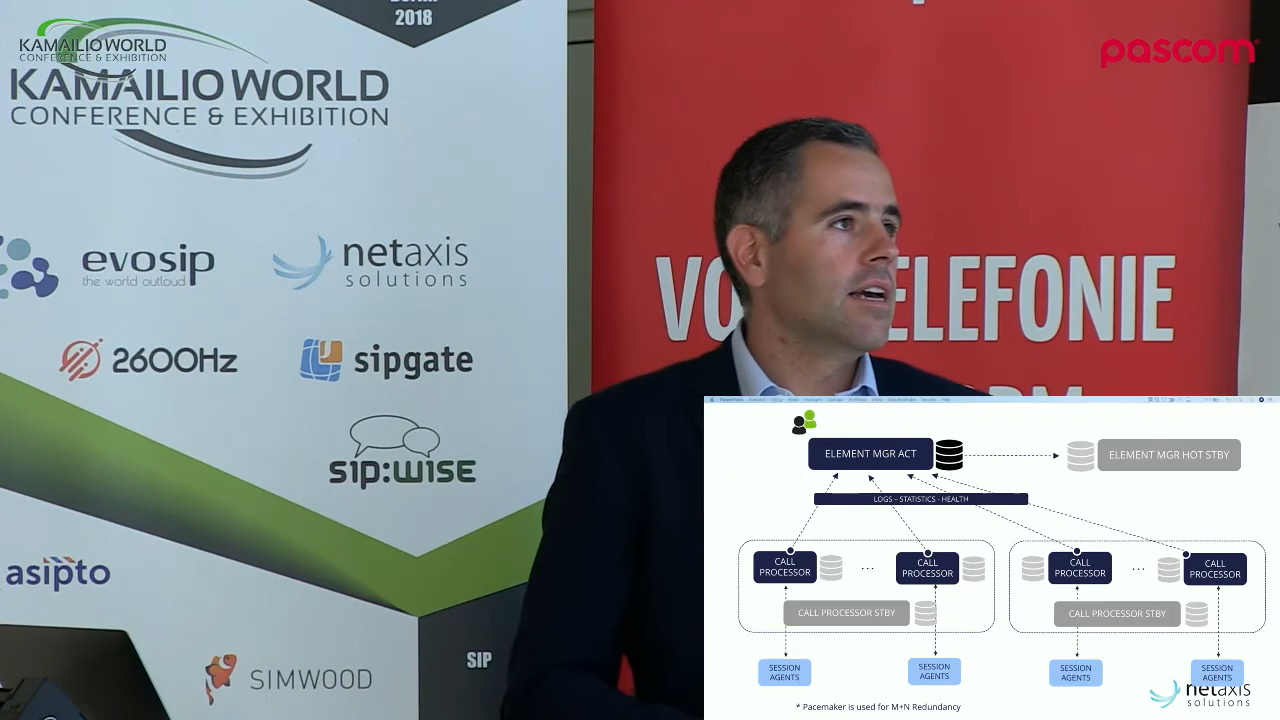 2018
KAMAILIO WORLD
CONFERENCE & EXHIBITION
KAMAILIO WORLD
CONFERENCE & EXHIBITION
pascom
evosip
the world outloud
netaxis
solutions
2600Hz
sipgate
sip:wise
asipto
SIMWOOD
SIP
ELEMENT MGR ACT
ELEMENT MGR HOT STBY
LOGS – STATISTICS - HEALTH
CALL
PROCESSOR
...
CALL
PROCESSOR
CALL
PROCESSOR
...
CALL
PROCESSOR
CALL PROCESSOR STBY
CALL PROCESSOR STBY
SESSION
AGENTS
SESSION
AGENTS
SESSION
AGENTS
SESSION
AGENTS
netaxis
solutions
* Pacemaker is used for M+N Redundancy